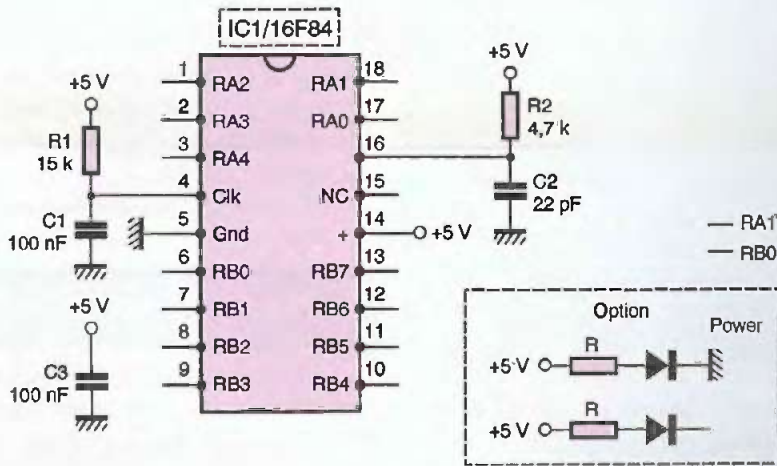 IC1/16F84
+5 V
R1
15 k
C1
100 nF
+5 V
C3
100 nF
1
2
3
4
5
6
7
8
9
RA2
RA3
RA4
Clk
Gnd
RB0
RB1
RB2
RB3
RA1
RA0
NC
+
RB7
RB6
RB5
RB4
18
17
16
15
14
13
12
11
10
+5 V
+5 V
R2
4,7 k
C2
22 pF
RA1
RB0
Option
Power
+5 V
R
+5 V
R